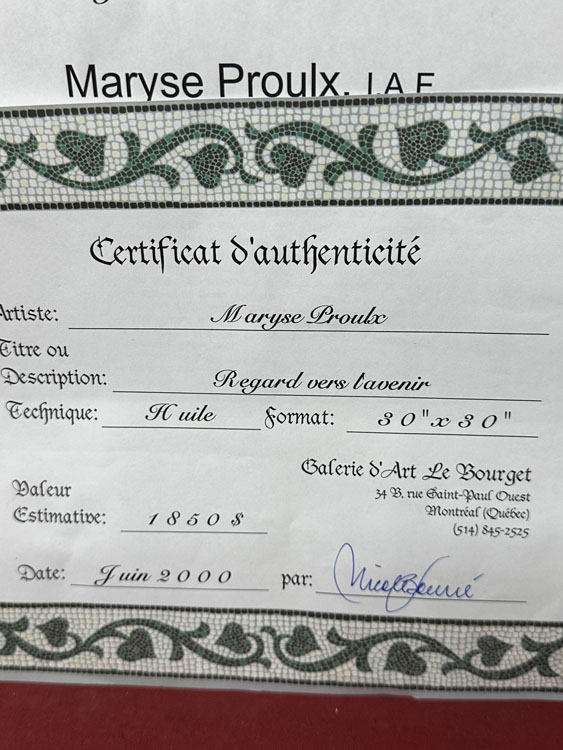 Maryse Proulx, I.A.F.
Certificat d'authenticité
Artiste: Maryse Proulx
Titre ou
Description: Regard vers l'avenir
Technique: Huile Format: 30"x30"
Galerie d'Art Le Bourget
34 B, rue Saint-Paul Ouest
Montréal (Québec)
(514) 845-2525
Valeur
Estimative: 1850 $
Date: Juin 2000 par: